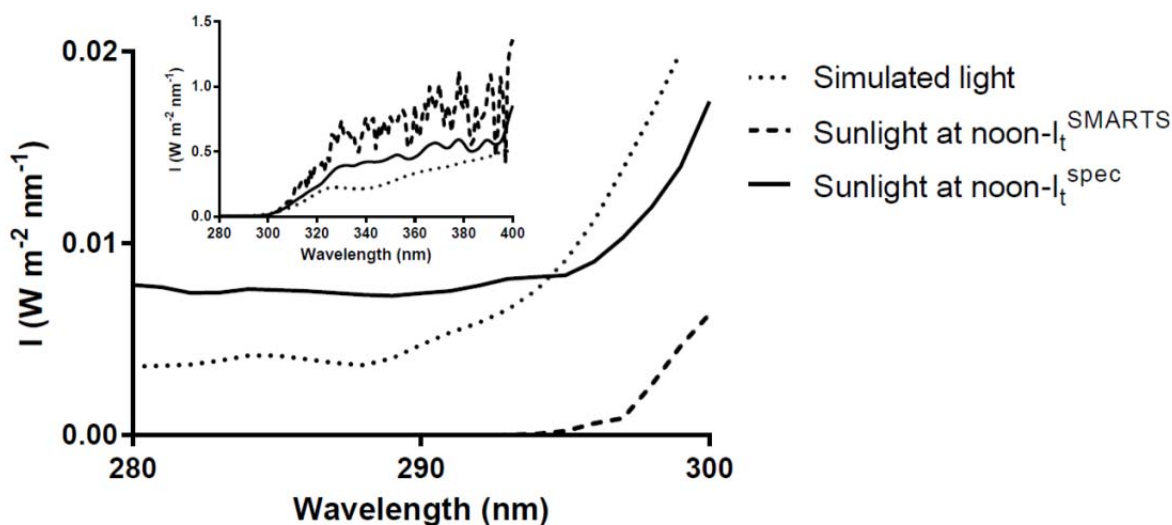 1.5
1.0
0.5
0.0
I (W m⁻² nm⁻¹)
280 300 320 340 360 380 400
Wavelength (nm)
0.02
0.01
0.00
I (W m⁻² nm⁻¹)
280 290 300
Wavelength (nm)
Simulated light
Sunlight at noon-Iₜ^SMARTS
Sunlight at noon-Iₜ^spec